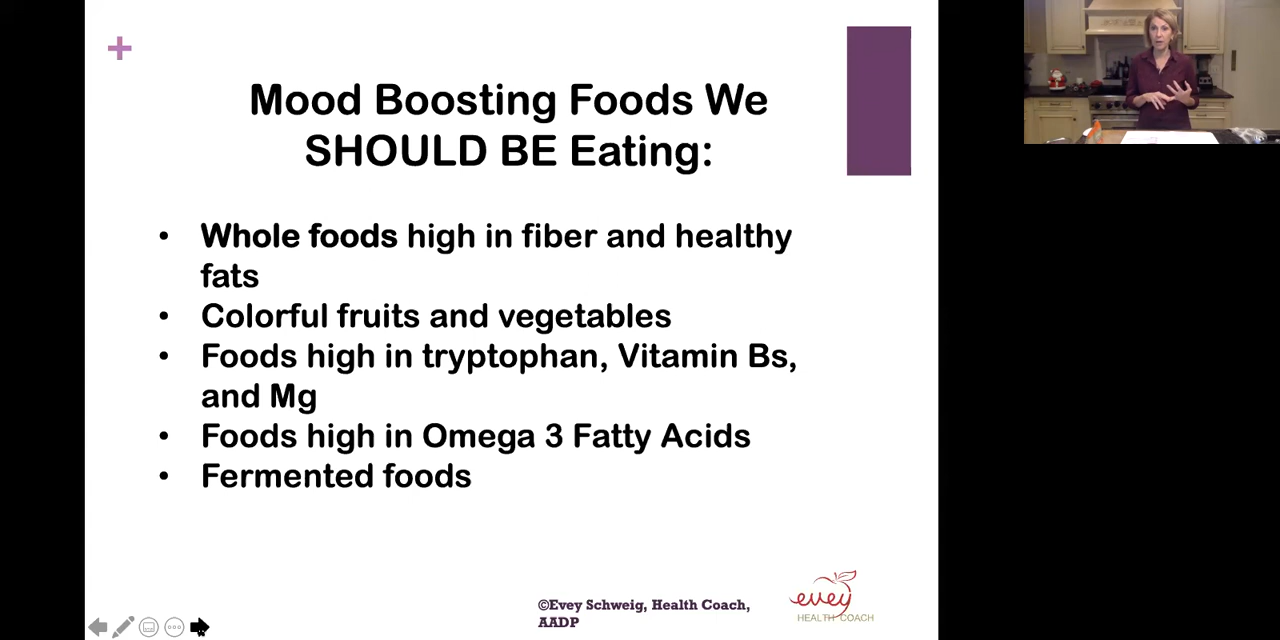 Mood Boosting Foods We
SHOULD BE Eating:
• Whole foods high in fiber and healthy
fats
• Colorful fruits and vegetables
• Foods high in tryptophan, Vitamin Bs,
and Mg
• Foods high in Omega 3 Fatty Acids
• Fermented foods
©Evey Schweig, Health Coach,
AADP
evey
HEALTH COACH